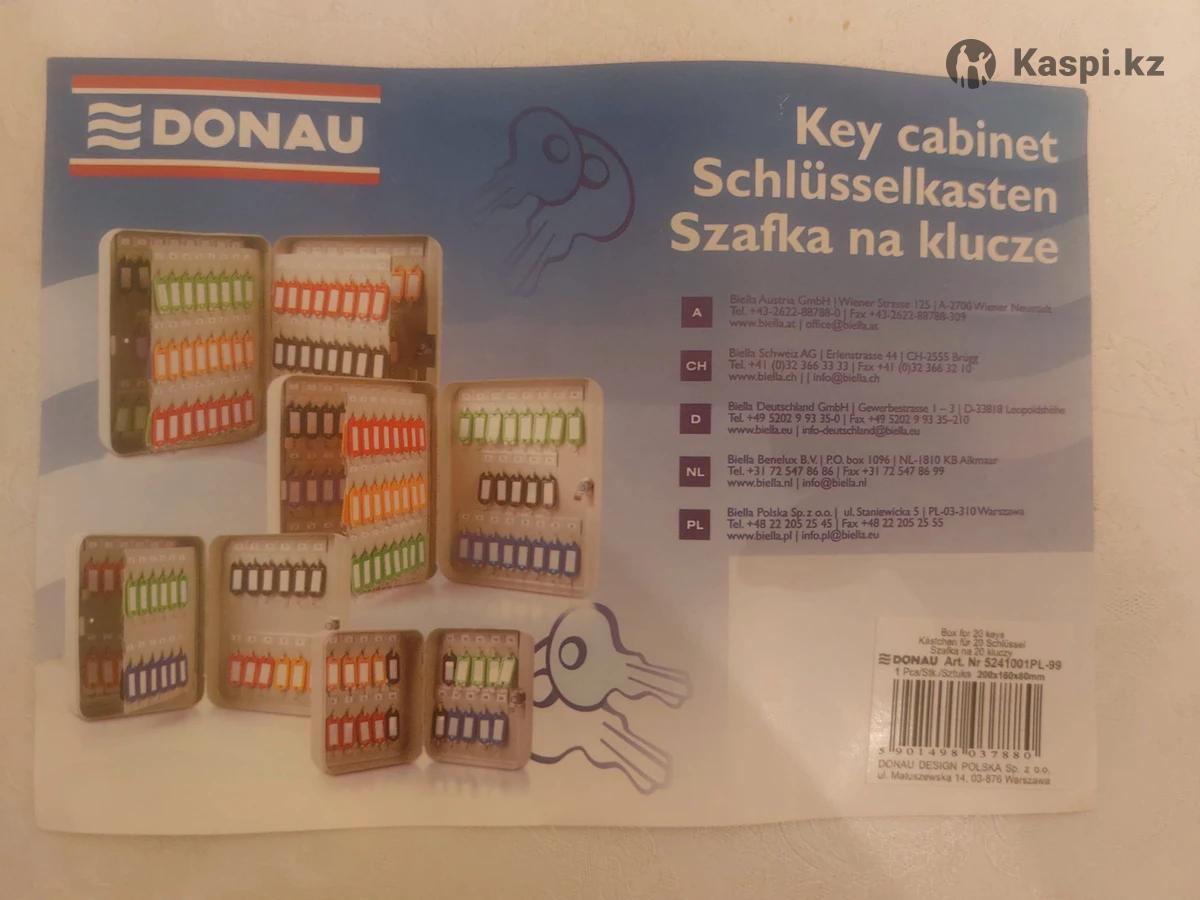 Kaspi.kz
DONAU
Key cabinet
Schlüsselkasten
Szafka na klucze
A
Biella Austria GmbH | Wiener Strasse 125 | A-2700 Wiener Neustadt
Tel. +43-2622-88788-0 | Fax +43-2622-88788-309
www.biella.at | office@biella.at
CH
Biella Schweiz AG | Erlenstrasse 44 | CH-2555 Brügg
Tel. +41 (0)32 366 33 33 | Fax +41 (0)32 366 32 10
www.biella.ch | | info@biella.ch
D
Biella Deutschland GmbH | Gewerbestrasse 1 – 3 | D-33818 Leopoldshöhe
Tel. +49 5202 9 93 35-0 | Fax +49 5202 9 93 35-210
www.biella.eu | info-deutschland@biella.eu
NL
Biella Benelux B.V. | P.O. box 1096 | NL-1810 KB Alkmaar
Tel. +31 72 547 86 86 | Fax +31 72 547 86 99
www.biella.nl | info@biella.nl
PL
Biella Polska Sp. z o.o. | ul. Staniewicka 5 | PL-03-310 Warszawa
Tel. +48 22 205 25 45 | Fax +48 22 205 25 55
www.biella.pl | info.pl@biella.eu
Box for 20 keys
Kästchen für 20 Schlüssel
Szafka na 20 kluczy
DONAU Art. Nr 5241001PL-99
1 Pcs/Stk./Sztuka 200x160x80mm
5 901498 037880
DONAU DESIGN POLSKA Sp. z o.o.
ul. Matuszewska 14, 03-876 Warszawa